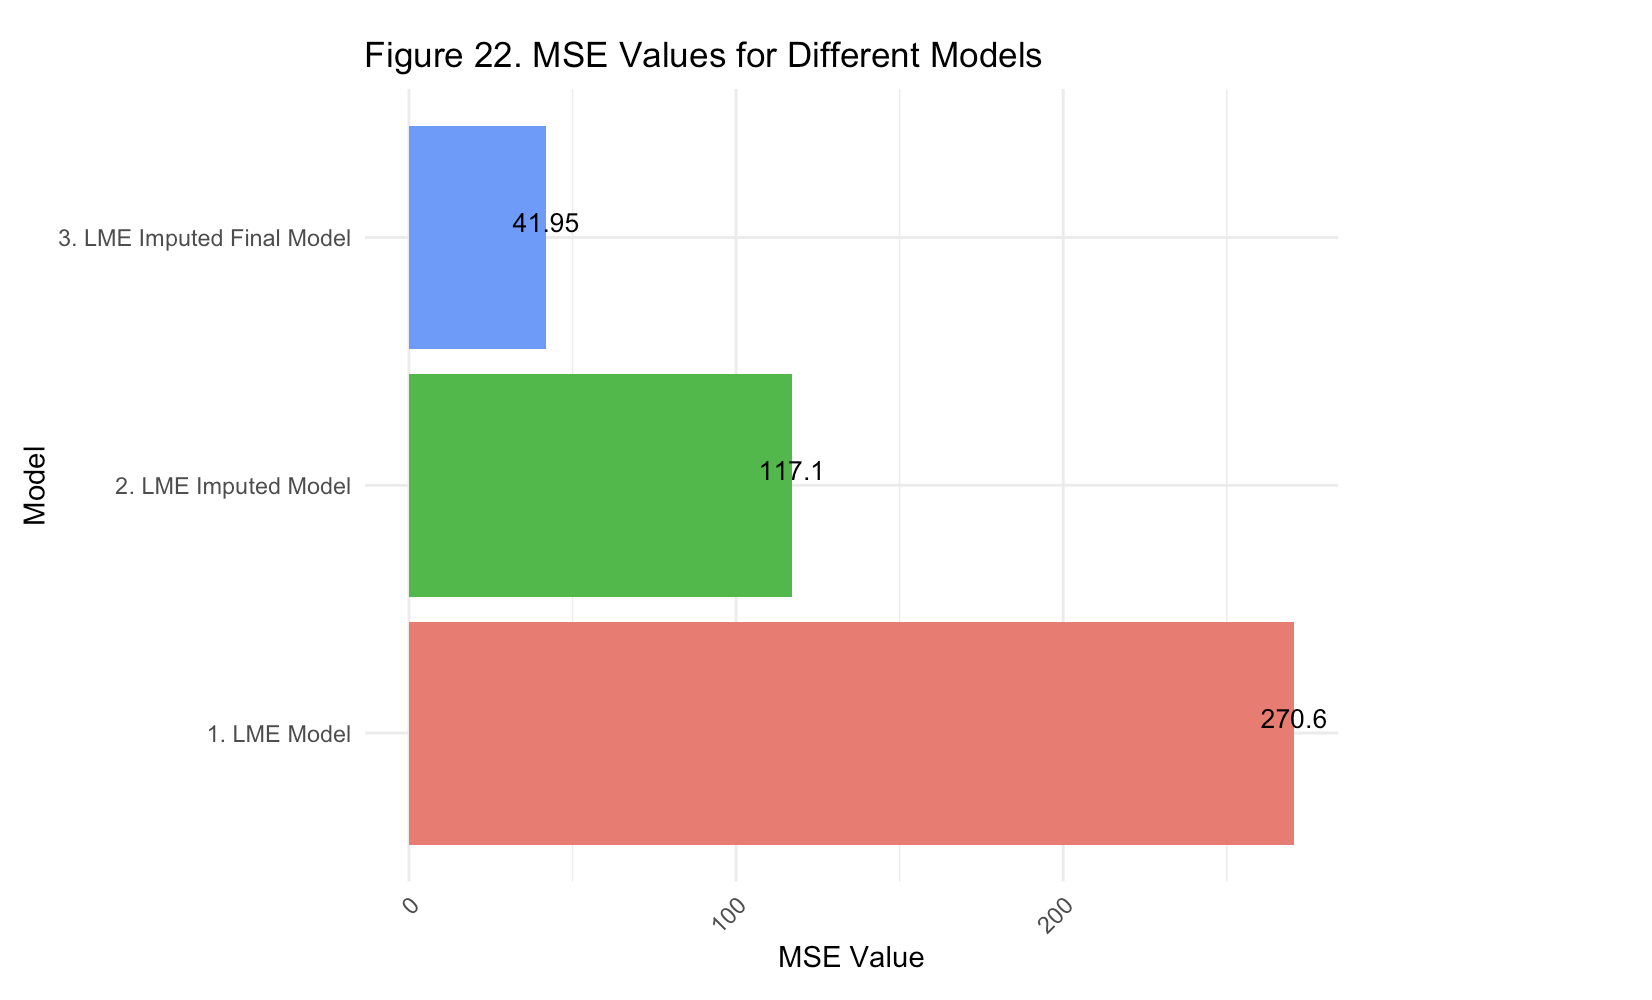 Figure 22. MSE Values for Different Models
3. LME Imputed Final Model
41.95
2. LME Imputed Model
117.1
1. LME Model
270.6
Model
0
100
200
MSE Value